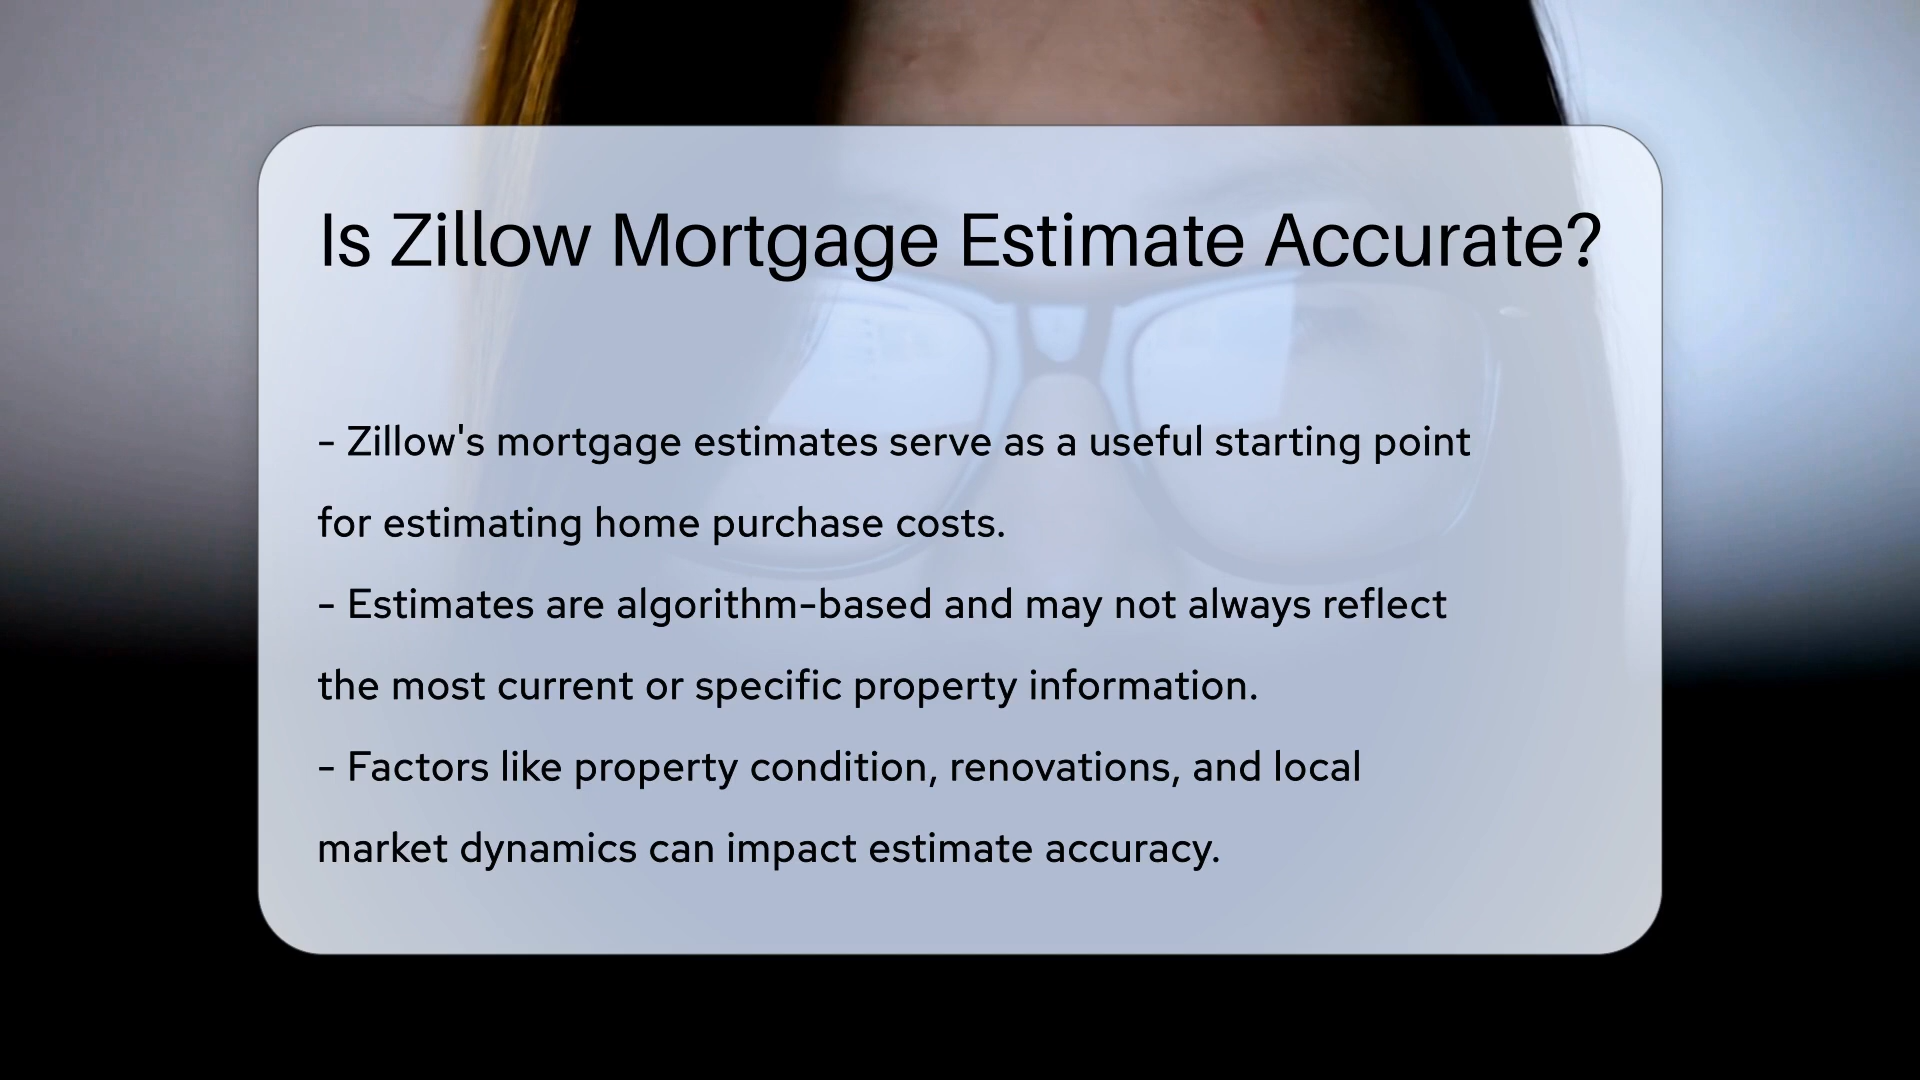 Is Zillow Mortgage Estimate Accurate?
- Zillow's mortgage estimates serve as a useful starting point
for estimating home purchase costs.
- Estimates are algorithm-based and may not always reflect
the most current or specific property information.
- Factors like property condition, renovations, and local
market dynamics can impact estimate accuracy.